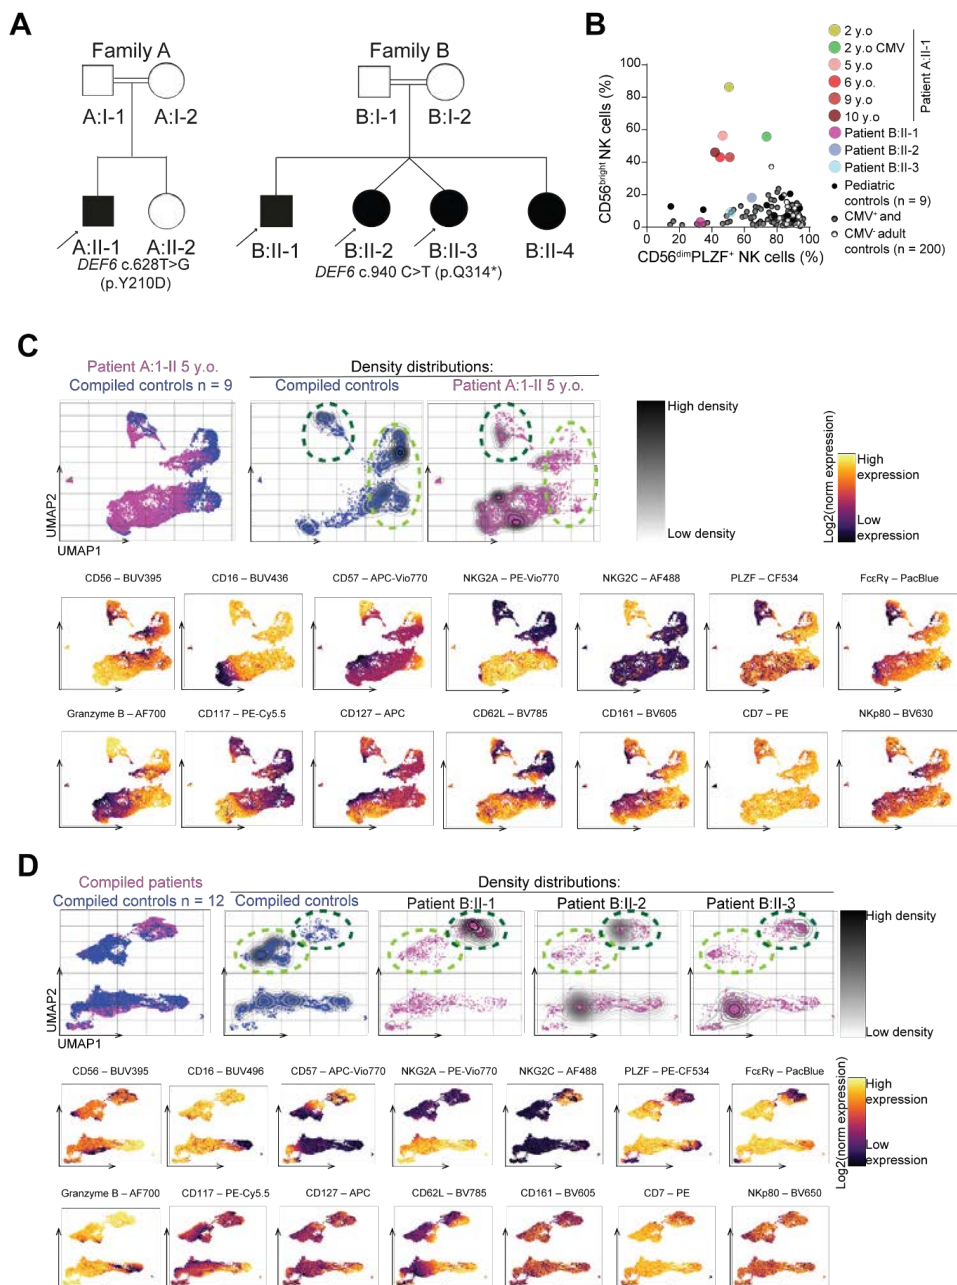 A
Family A
A:I-1
A:I-2
A:II-1
A:II-2
DEF6 c.628T>G
(p.Y210D)
Family B
B:I-1
B:I-2
B:II-1
B:II-2
B:II-3
B:II-4
DEF6 c.940 C>T (p.Q314*)
B
CD56bright NK cells (%)
100
80
60
40
20
0
0
20
40
60
80
100
CD56dimPLZF+ NK cells (%)
2 y.o
2 y.o CMV
5 y.o
6 y.o.
9 y.o
10 y.o
Patient A:II-1
Patient B:II-1
Patient B:II-2
Patient B:II-3
Pediatric
controls (n = 9)
CMV+ and
CMV- adult
controls (n = 200)
C
Patient A:1-II 5 y.o.
Compiled controls n = 9
Density distributions:
Compiled controls
Patient A:1-II 5 y.o.
UMAP2
UMAP1
High density
Low density
Log2(norm expression)
High
expression
Low
expression
CD56 – BUV395
CD16 – BUV436
CD57 – APC-Vio770
NKG2A – PE-Vio770
NKG2C – AF488
PLZF – CF534
FcεRγ – PacBlue
Granzyme B – AF700
CD117 – PE-Cy5.5
CD127 – APC
CD62L – BV785
CD161 – BV605
CD7 – PE
NKp80 – BV630
D
Compiled patients
Compiled controls n = 12
Density distributions:
Compiled controls
Patient B:II-1
Patient B:II-2
Patient B:II-3
UMAP2
UMAP1
High density
Low density
CD56 – BUV395
CD16 – BUV496
CD57 – APC-Vio770
NKG2A – PE-Vio770
NKG2C – AF488
PLZF – PE-CF534
FcεRγ – PacBlue
Log2(norm expression)
High
expression
Low
expression
Granzyme B – AF700
CD117 – PE-Cy5.5
CD127 – APC
CD62L – BV785
CD161 – BV605
CD7 – PE
NKp80 – BV650